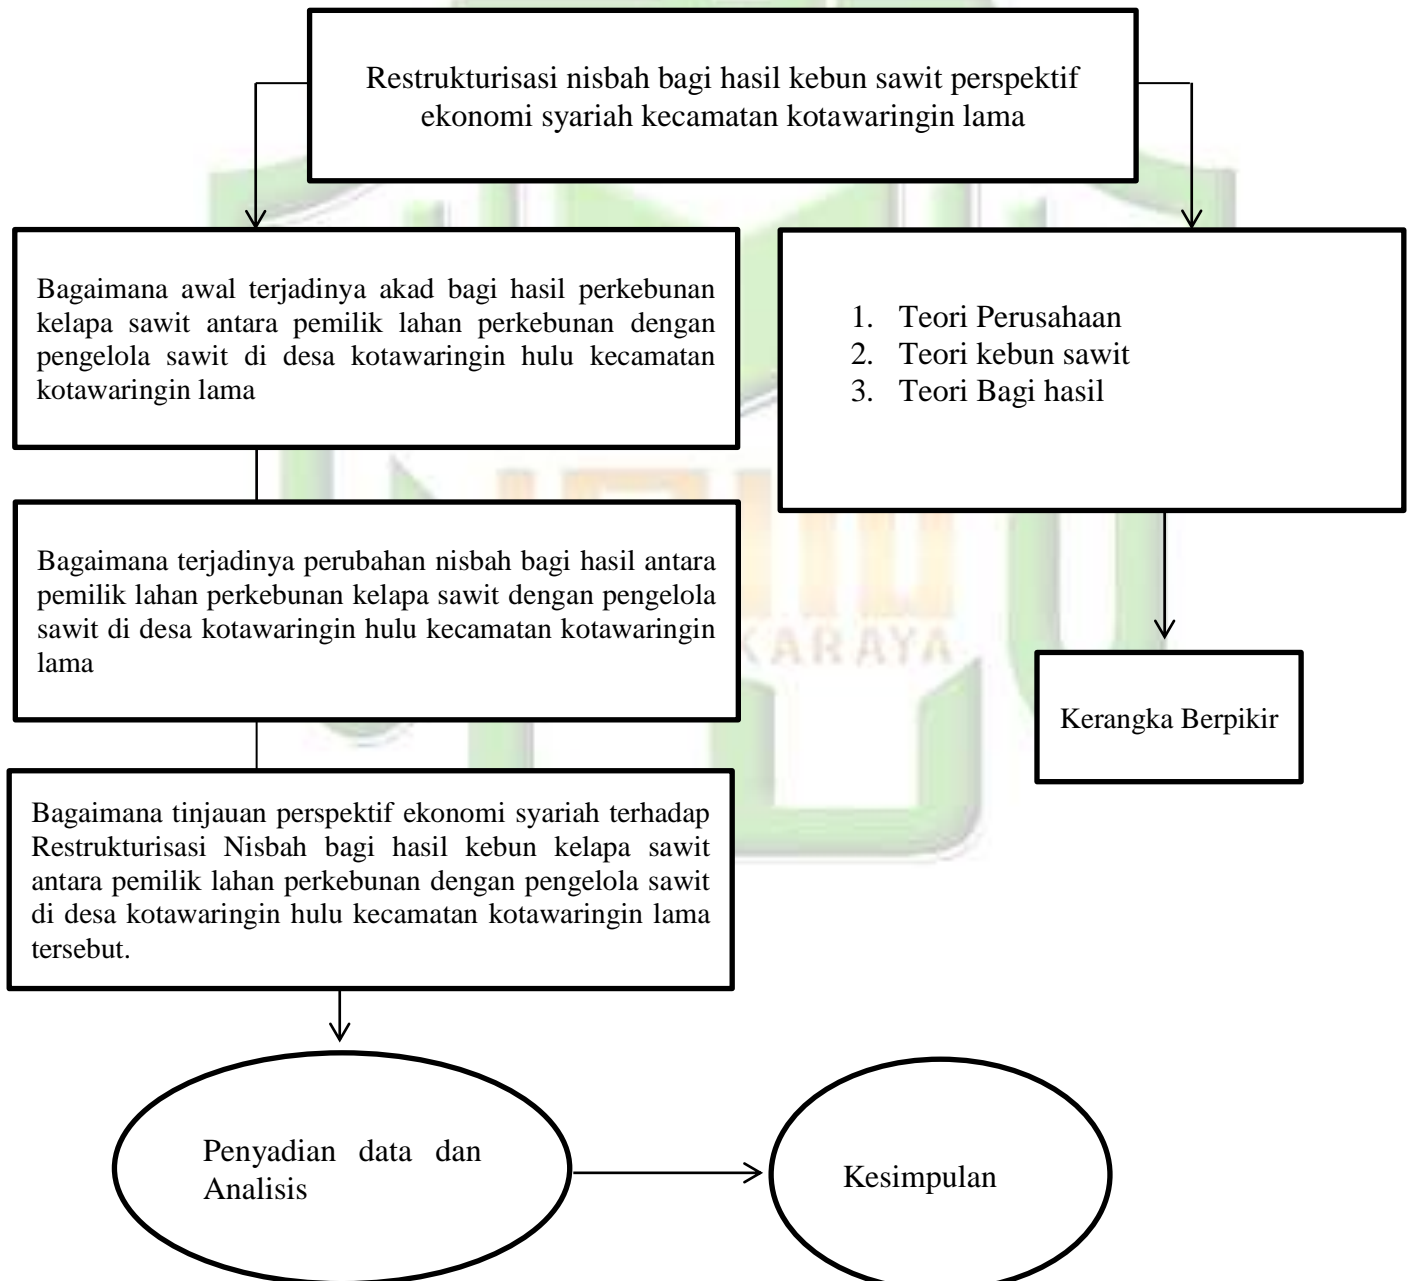 Restrukturisasi nisbah bagi hasil kebun sawit perspektif
ekonomi syariah kecamatan kotawaringin lama
Bagaimana awal terjadinya akad bagi hasil perkebunan
kelapa sawit antara pemilik lahan perkebunan dengan
pengelola sawit di desa kotawaringin hulu kecamatan
kotawaringin lama
1. Teori Perusahaan
2. Teori kebun sawit
3. Teori Bagi hasil
Bagaimana terjadinya perubahan nisbah bagi hasil antara
pemilik lahan perkebunan kelapa sawit dengan pengelola
sawit di desa kotawaringin hulu kecamatan kotawaringin
lama
Kerangka Berpikir
Bagaimana tinjauan perspektif ekonomi syariah terhadap
Restrukturisasi Nisbah bagi hasil kebun kelapa sawit
antara pemilik lahan perkebunan dengan pengelola sawit
di desa kotawaringin hulu kecamatan kotawaringin lama
tersebut.
Penyadian data dan
Analisis
Kesimpulan